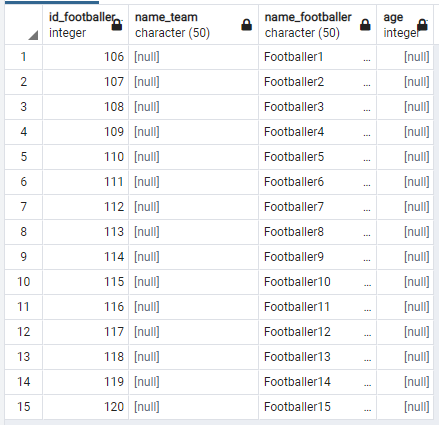 id_footballer name_team name_footballer age
integer character (50) character (50) integer
1 106 [null] Footballer1 ... [null]
2 107 [null] Footballer2 ... [null]
3 108 [null] Footballer3 ... [null]
4 109 [null] Footballer4 ... [null]
5 110 [null] Footballer5 ... [null]
6 111 [null] Footballer6 ... [null]
7 112 [null] Footballer7 ... [null]
8 113 [null] Footballer8 ... [null]
9 114 [null] Footballer9 ... [null]
10 115 [null] Footballer10 ... [null]
11 116 [null] Footballer11 ... [null]
12 117 [null] Footballer12 ... [null]
13 118 [null] Footballer13 ... [null]
14 119 [null] Footballer14 ... [null]
15 120 [null] Footballer15 ... [null]